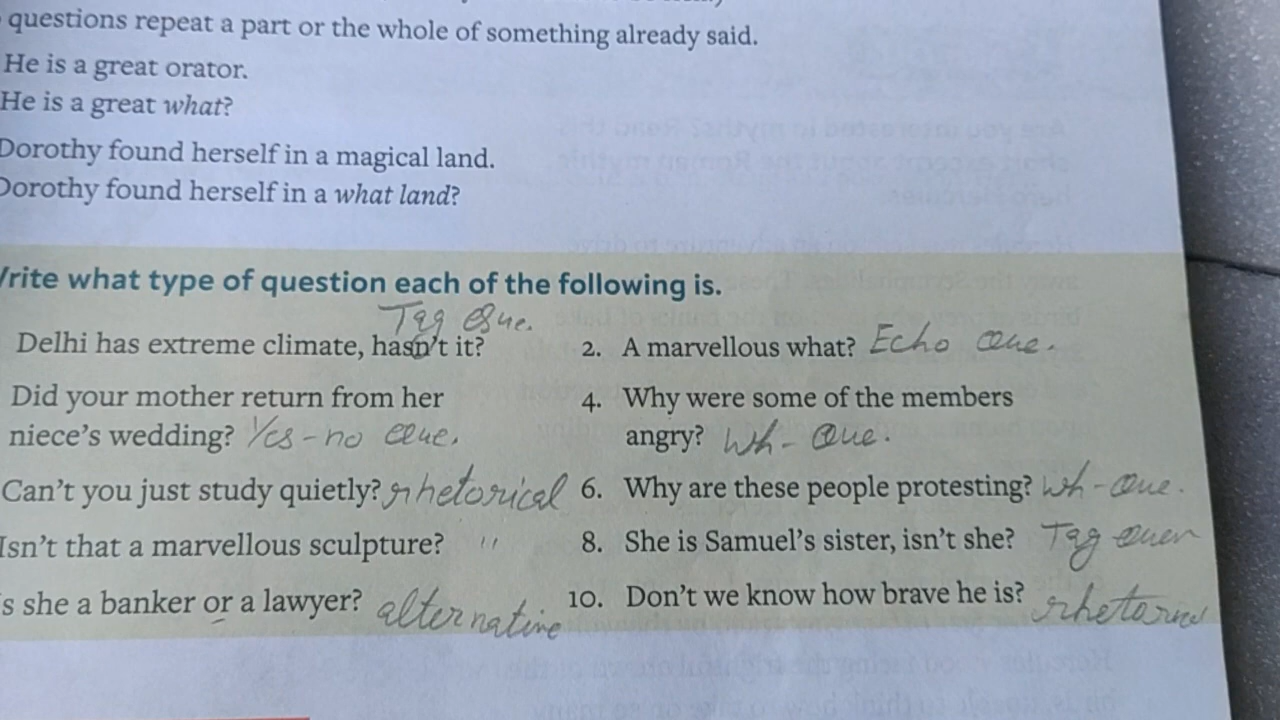 questions repeat a part or the whole of something already said.
He is a great orator.
He is a great what?
Dorothy found herself in a magical land.
Dorothy found herself in a what land?
Write what type of question each of the following is.
Tag Que.
Delhi has extreme climate, hasn't it?
2. A marvellous what? Echo Que.
Did your mother return from her
niece's wedding? Yes-no Que.
4. Why were some of the members
angry? Wh- Que.
Can't you just study quietly? rhetorical
6. Why are these people protesting? Wh-Que.
Isn't that a marvellous sculpture? ''
8. She is Samuel's sister, isn't she? Tag
s she a banker or a lawyer? alternative
10. Don't we know how brave he is?